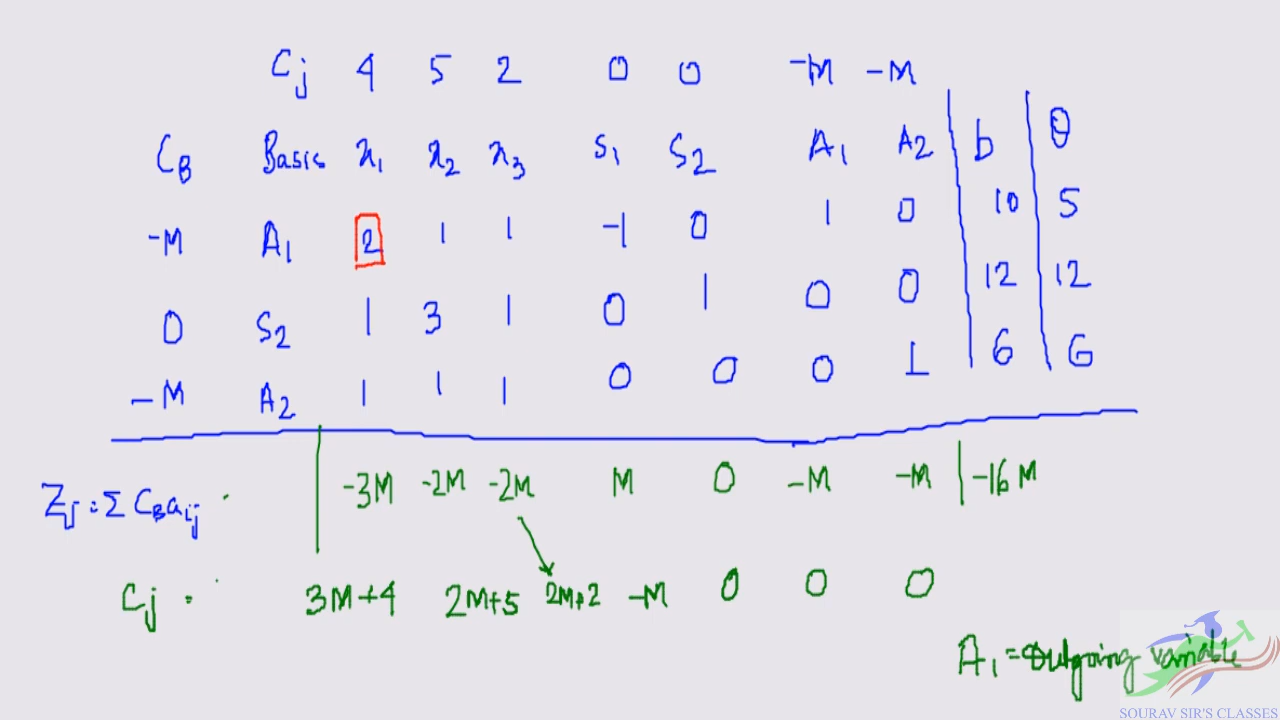 Cj 4 5 2 0 0 -M -M
CB Basis x1 x2 x3 S1 S2 A1 A2 b θ
-M A1 2 1 1 -1 0 1 0 10 5
0 S2 1 3 1 0 1 0 0 12 12
-M A2 1 1 1 0 0 0 1 6 6
Zj = Σ CBaij -3M -2M -2M M 0 -M -M -16M
Cj = 3M+4 2M+5 2M+2 -M 0 0 0
A1 = Outgoing variable
SOURAV SIR'S CLASSES